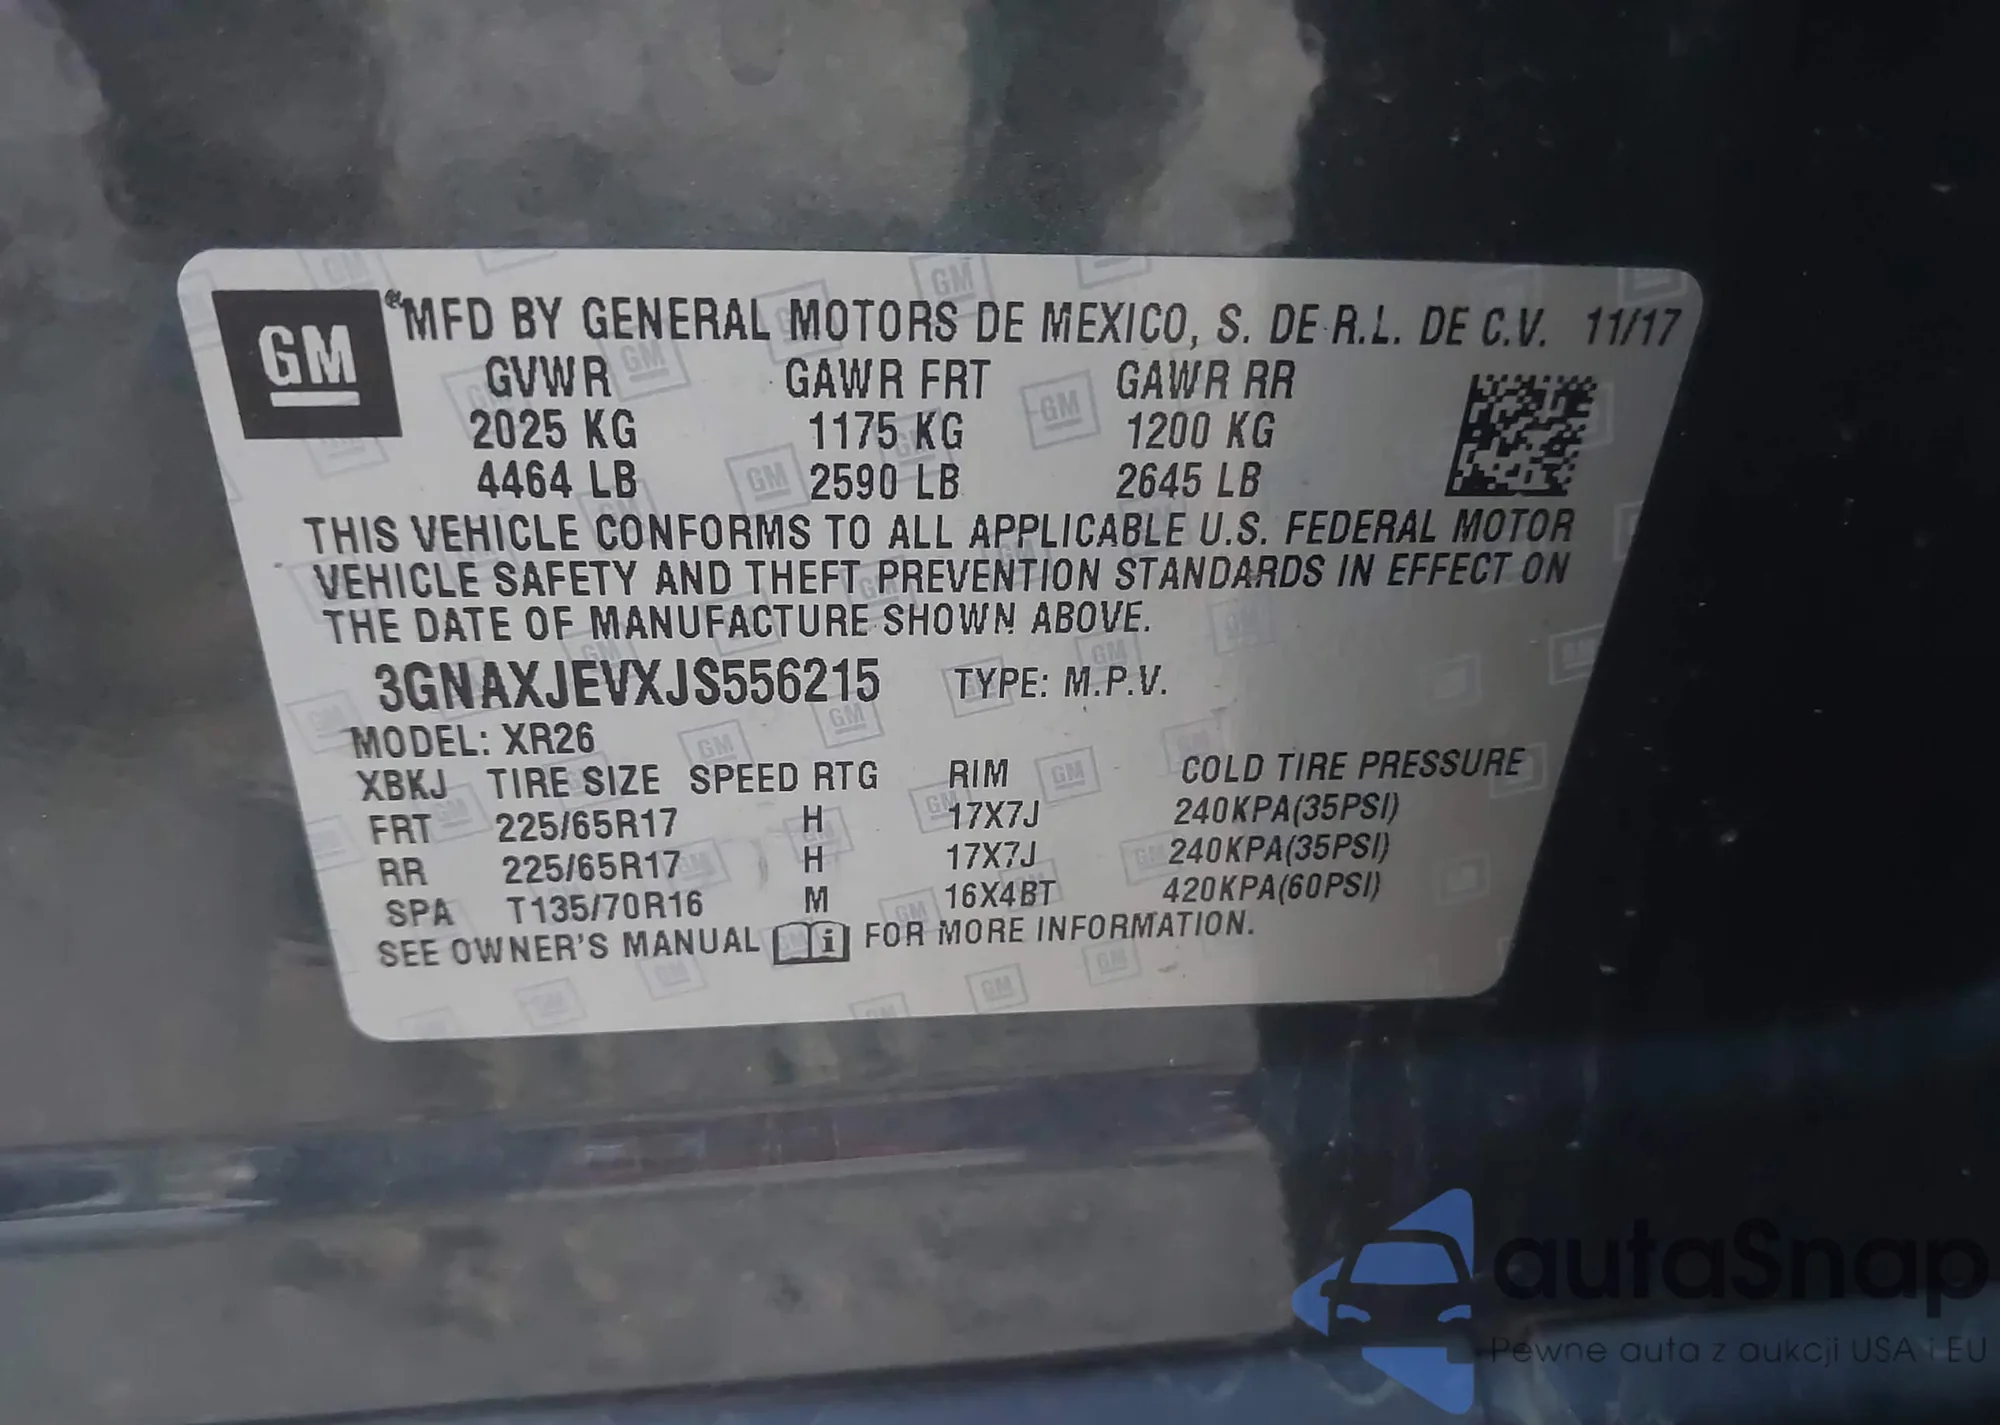 GM
MFD BY GENERAL MOTORS DE MEXICO, S. DE R.L. DE C.V. 11/17
GVWR GAWR FRT GAWR RR
2025 KG 1175 KG 1200 KG
4464 LB 2590 LB 2645 LB
THIS VEHICLE CONFORMS TO ALL APPLICABLE U.S. FEDERAL MOTOR
VEHICLE SAFETY AND THEFT PREVENTION STANDARDS IN EFFECT ON
THE DATE OF MANUFACTURE SHOWN ABOVE.
3GNAXJEVXJS556215 TYPE: M.P.V.
MODEL: XR26
XBKJ TIRE SIZE SPEED RTG RIM COLD TIRE PRESSURE
FRT 225/65R17 H 17X7J 240KPA(35PSI)
RR 225/65R17 H 17X7J 240KPA(35PSI)
SPA T135/70R16 M 16X4BT 420KPA(60PSI)
SEE OWNER'S MANUAL i FOR MORE INFORMATION.
autaSnap
Pewne auta z aukcji USA i EU